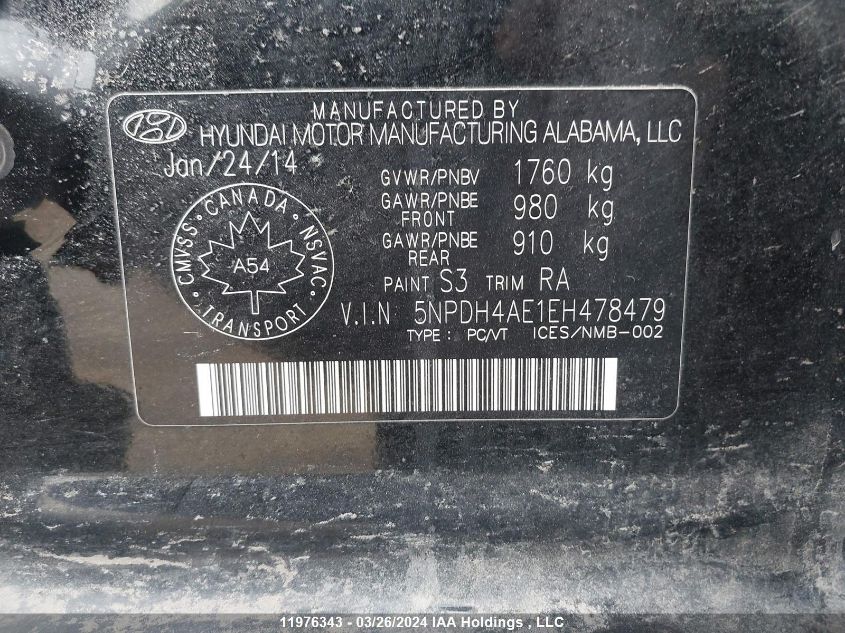 MANUFACTURED BY
HYUNDAI MOTOR MANUFACTURING ALABAMA, LLC
Jan/24/14
GVWR/PNBV 1760 kg
GAWR/PNBE FRONT 980 kg
GAWR/PNBE REAR 910 kg
PAINT S3 TRIM RA
V.I.N 5NPDH4AE1EH478479
TYPE : PC/VT ICES/NMB-002
CMVSS · CANADA · NSVAC
A54
TRANSPORT
11976343 - 03/26/2024 IAA Holdings , LLC